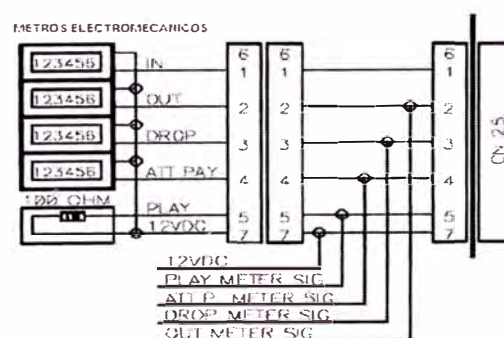 METROS ELECTROMECANICOS
123456 IN
123456 OUT
123456 DROP
123456 ATT PAY
100 OHM
PLAY
12VDC
6 6 6
1 1 1
2 2 2
3 3 3
4 4 4
5 5 5
7 7 7
CN 25
12VDC
PLAY METER SIG
ATT P. METER SIG
DROP METER SIG
OUT METER SIG